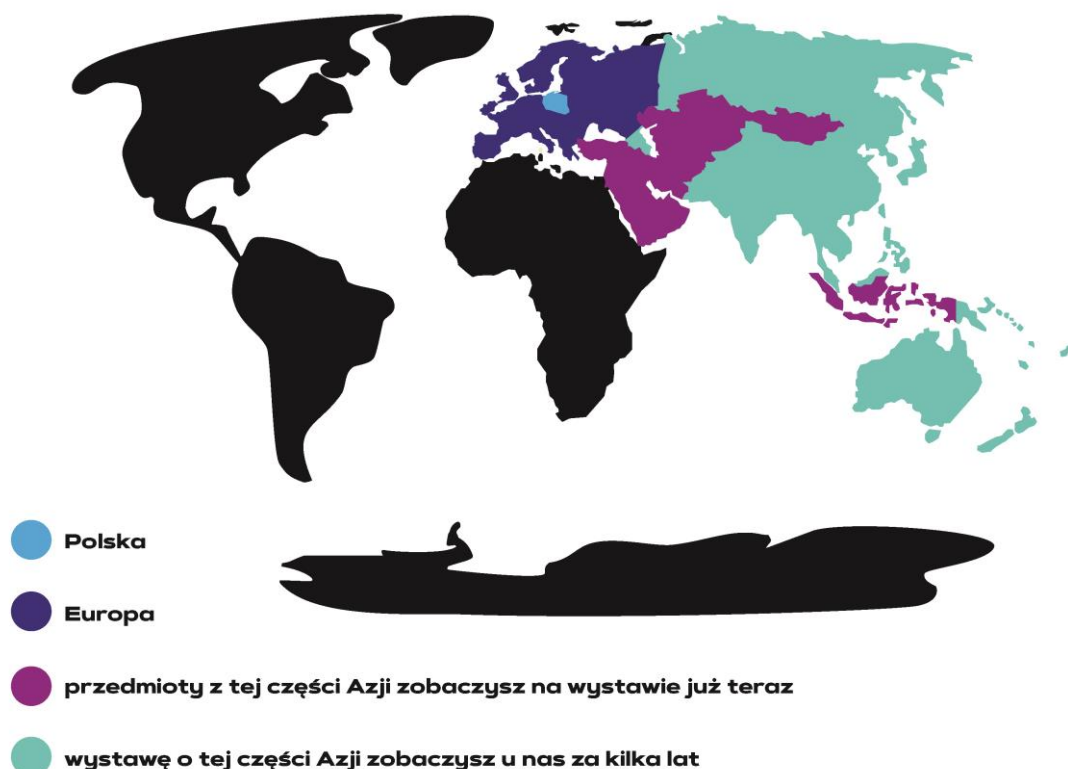 Polska
Europa
przedmioty z tej części Azji zobaczysz na wystawie już teraz
wystawę o tej części Azji zobaczysz u nas za kilka lat